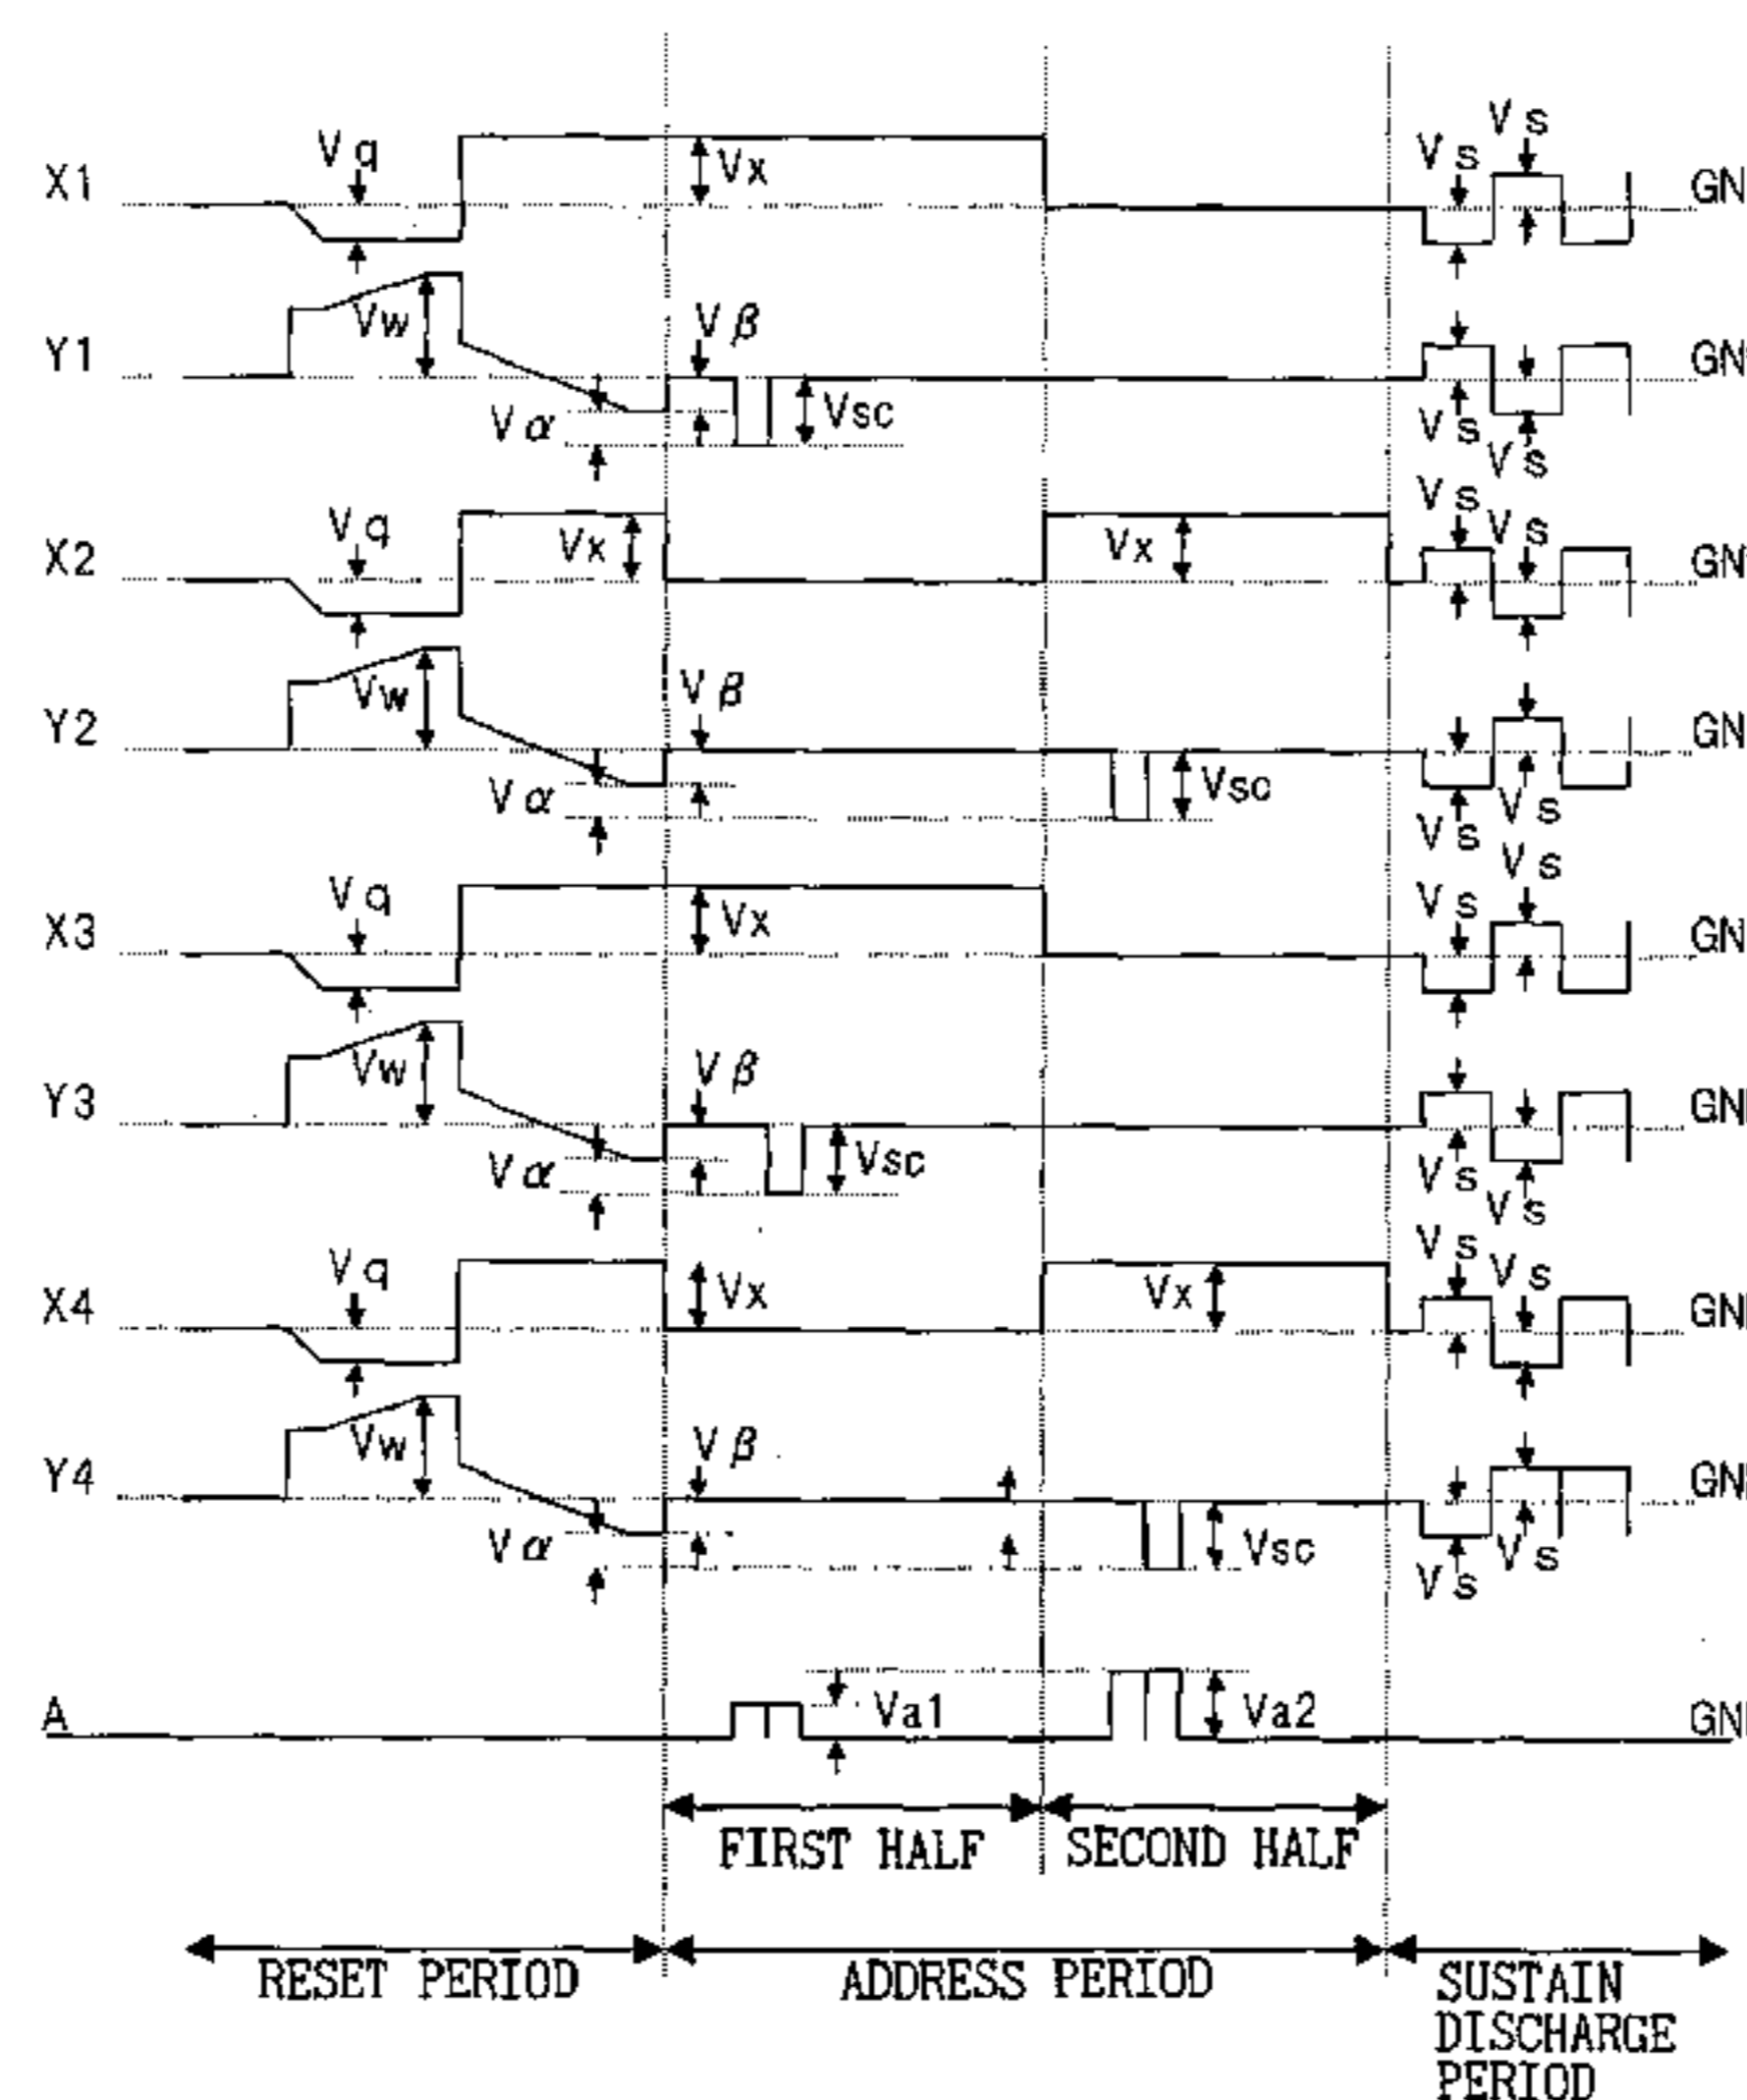 Vs
Vq Vs
X1 Vx GN
Vw Vβ
Y1 GN
Vα Vsc Vs
Vs
Vs
Vq Vs
X2 Vx Vx GN
Vw Vβ
Y2 GN
Vα Vsc Vs
Vs
Vs
Vq Vs
X3 Vx GN
Vw Vβ
Y3 GN
Vα Vsc Vs
Vs
Vs
Vq Vs
X4 Vx Vx GN
Vw Vβ
Y4 GN
Vα Vsc Vs
Vs
A Va1 Va2 GN
FIRST HALF SECOND HALF
RESET PERIOD ADDRESS PERIOD SUSTAIN
DISCHARGE
PERIOD